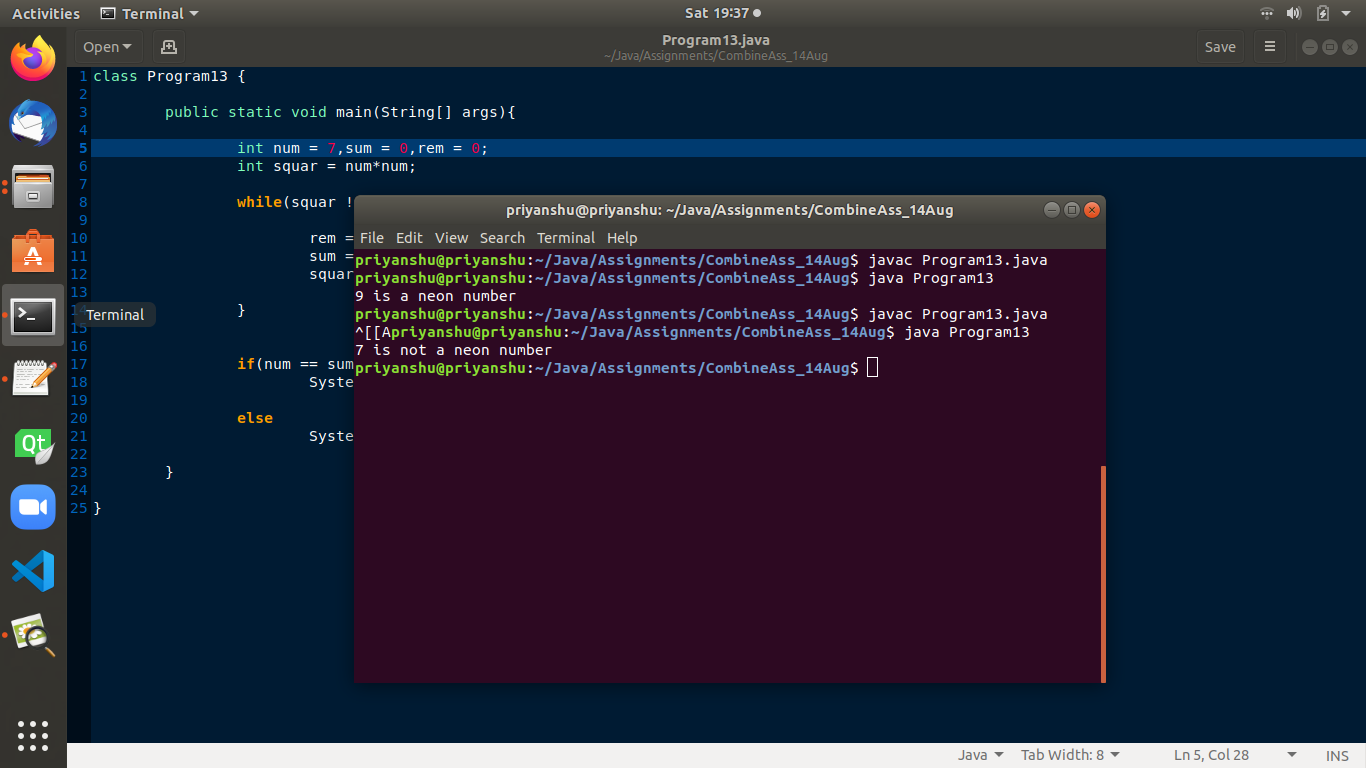 Activities Terminal Sat 19:37
Open Program13.java Save
~/Java/Assignments/CombineAss_14Aug
1 class Program13 {
2
3 public static void main(String[] args){
4
5 int num = 7,sum = 0,rem = 0;
6 int squar = num*num;
7
8 while(squar !
9
10 rem =
11 sum =
12 squar
13
14 }
15
16
17 if(num == sum
18 Syste
19
20 else
21 Syste
22
23 }
24
25 }
Terminal
priyanshu@priyanshu: ~/Java/Assignments/CombineAss_14Aug
File Edit View Search Terminal Help
priyanshu@priyanshu:~/Java/Assignments/CombineAss_14Aug$ javac Program13.java
priyanshu@priyanshu:~/Java/Assignments/CombineAss_14Aug$ java Program13
9 is a neon number
priyanshu@priyanshu:~/Java/Assignments/CombineAss_14Aug$ javac Program13.java
^[[Apriyanshu@priyanshu:~/Java/Assignments/CombineAss_14Aug$ java Program13
7 is not a neon number
priyanshu@priyanshu:~/Java/Assignments/CombineAss_14Aug$
Qt
Java Tab Width: 8 Ln 5, Col 28 INS